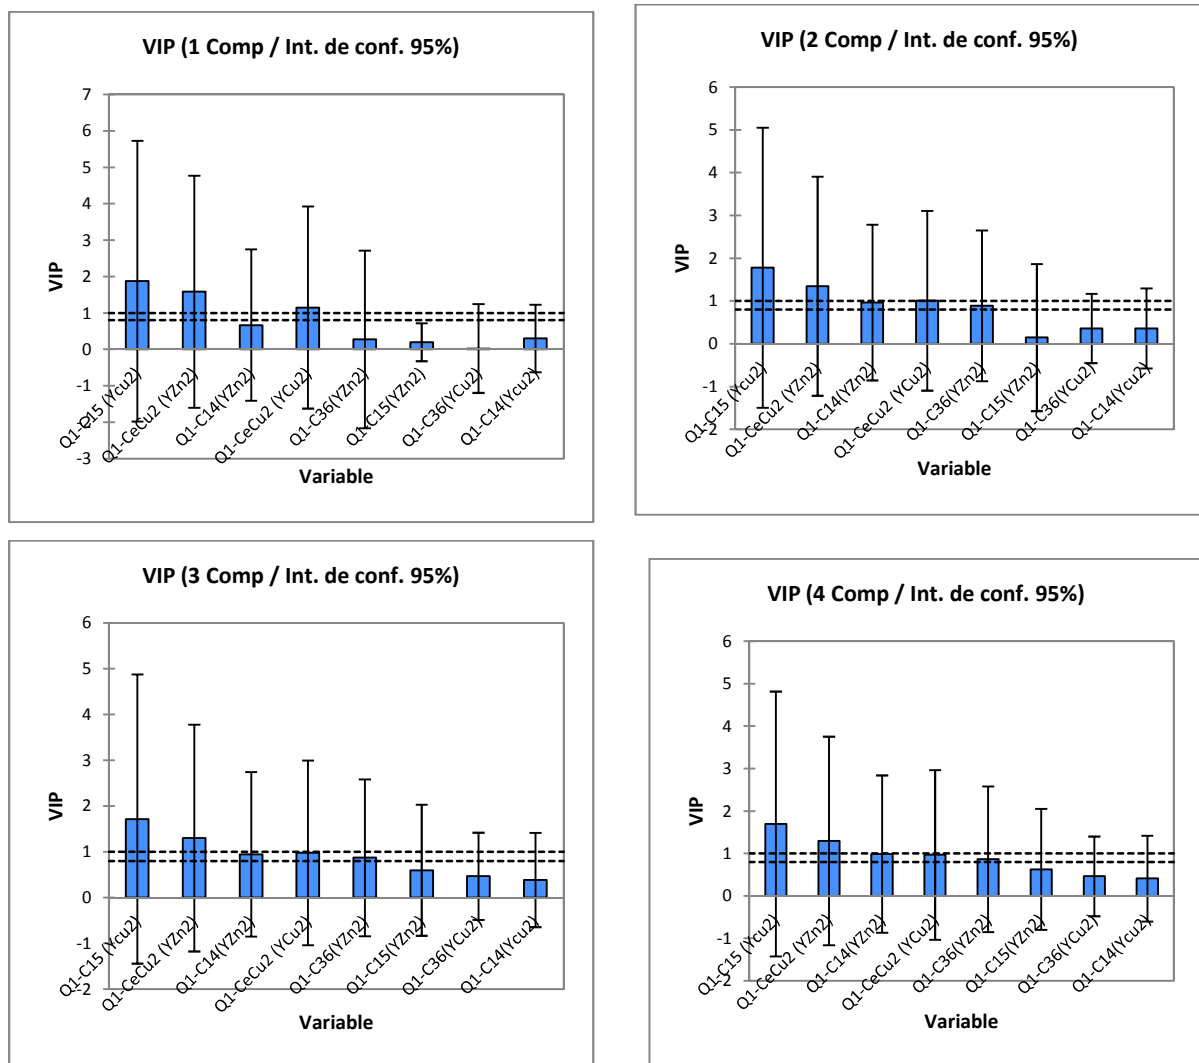 VIP (1 Comp / Int. de conf. 95%)
7
6
5
4
3
2
1
0
-1
-2
-3
VIP
Q1-C15 (Ycu2)
Q1-CeCu2 (YZn2)
Q1-C14(YZn2)
Q1-CeCu2 (YCu2)
Q1-C36(YZn2)
Q1-C15(YZn2)
Q1-C36(YCu2)
Q1-C14(Ycu2)
Variable
VIP (2 Comp / Int. de conf. 95%)
6
5
4
3
2
1
0
-1
-2
VIP
Q1-C15 (Ycu2)
Q1-CeCu2 (YZn2)
Q1-C14(YZn2)
Q1-CeCu2 (YCu2)
Q1-C36(YZn2)
Q1-C15(YZn2)
Q1-C36(YCu2)
Q1-C14(Ycu2)
Variable
VIP (3 Comp / Int. de conf. 95%)
6
5
4
3
2
1
0
-1
-2
VIP
Q1-C15 (Ycu2)
Q1-CeCu2 (YZn2)
Q1-C14(YZn2)
Q1-CeCu2 (YCu2)
Q1-C36(YZn2)
Q1-C15(YZn2)
Q1-C36(YCu2)
Q1-C14(Ycu2)
Variable
VIP (4 Comp / Int. de conf. 95%)
6
5
4
3
2
1
0
-1
-2
VIP
Q1-C15 (Ycu2)
Q1-CeCu2 (YZn2)
Q1-C14(YZn2)
Q1-CeCu2 (YCu2)
Q1-C36(YZn2)
Q1-C15(YZn2)
Q1-C36(YCu2)
Q1-C14(Ycu2)
Variable